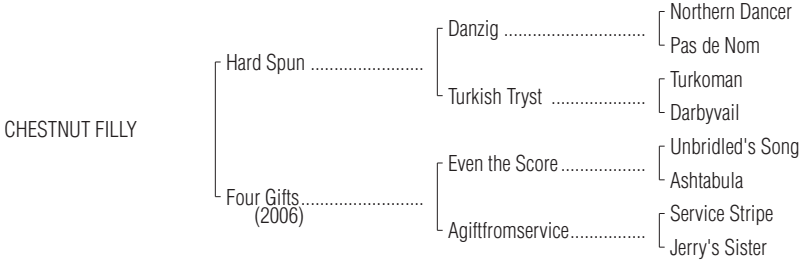 Northern Dancer
Danzig ..............................
Pas de Nom
Hard Spun ........................
Turkoman
Turkish Tryst ....................
Darbyvail
CHESTNUT FILLY
Unbridled's Song
Even the Score..................
Ashtabula
Four Gifts..........................
(2006)
Service Stripe
Agiftfromservice................
Jerry's Sister